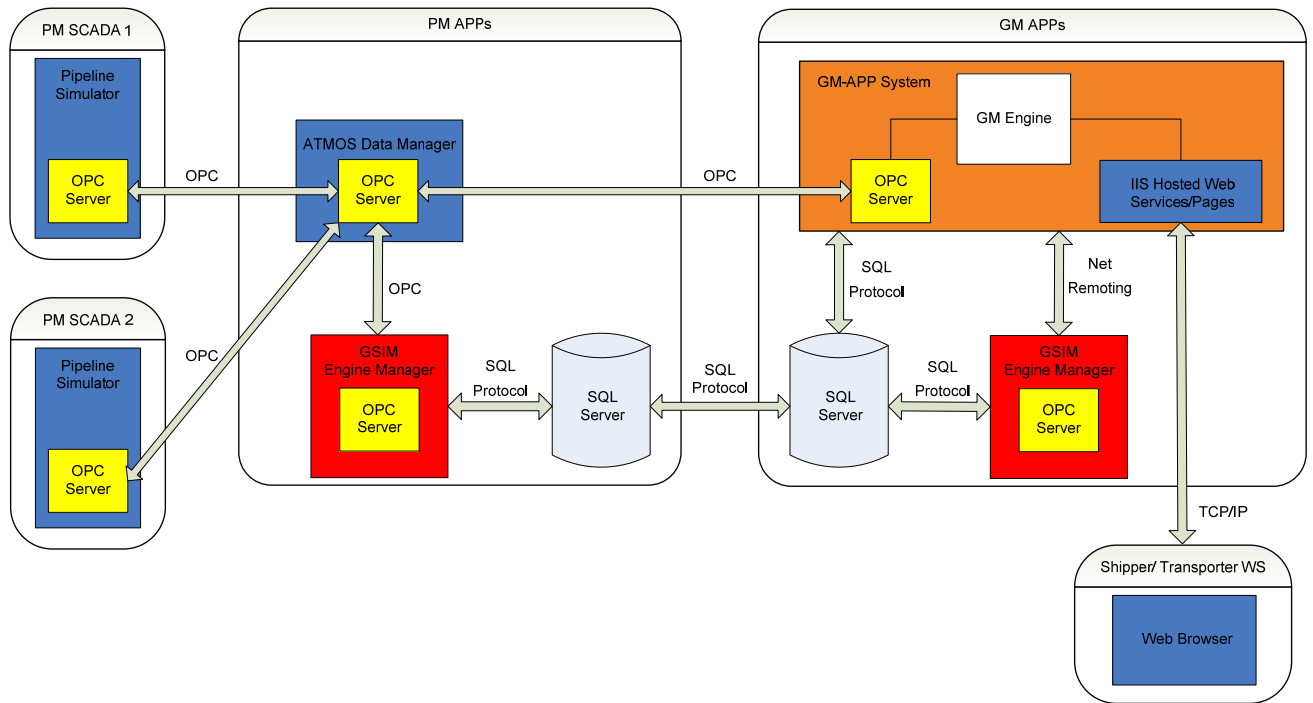 PM SCADA 1
Pipeline
Simulator
OPC
Server
OPC
PM SCADA 2
Pipeline
Simulator
OPC
Server
OPC
PM APPs
ATMOS Data Manager
OPC
Server
OPC
OPC
GSIM
Engine Manager
OPC
Server
SQL
Protocol
SQL
Server
SQL
Protocol
GM APPs
GM-APP System
GM Engine
OPC
Server
IIS Hosted Web
Services/Pages
SQL
Protocol
Net
Remoting
SQL
Server
SQL
Protocol
GSIM
Engine Manager
OPC
Server
TCP/IP
Shipper/ Transporter WS
Web Browser